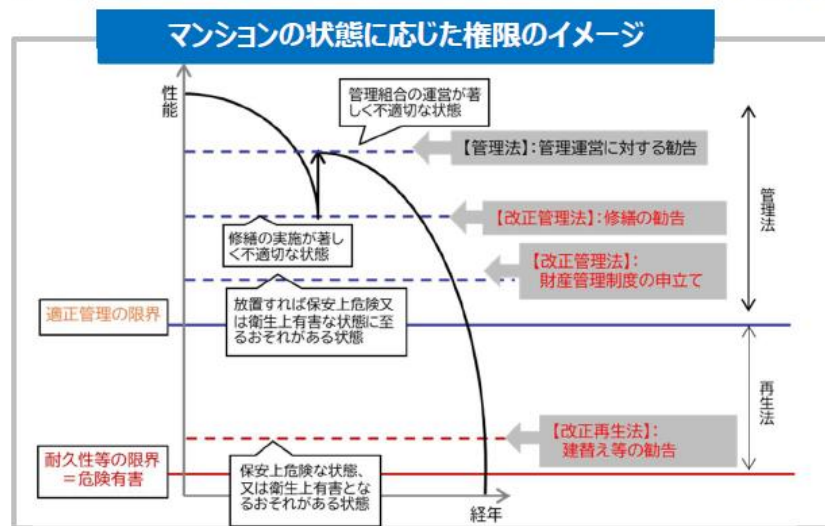 マンションの状態に応じた権限のイメージ
性能
管理組合の運営が著
しく不適切な状態
【管理法】：管理運営に対する勧告
管理法
【改正管理法】：修繕の勧告
修繕の実施が著し
く不適切な状態
【改正管理法】：
財産管理制度の申立て
放置すれば保安上危険又
は衛生上有害な状態に至
るおそれがある状態
適正管理の限界
再生法
【改正再生法】：
建替え等の勧告
耐久性等の限界
＝危険有害
保安上危険な状態、
又は衛生上有害とな
るおそれがある状態
経年